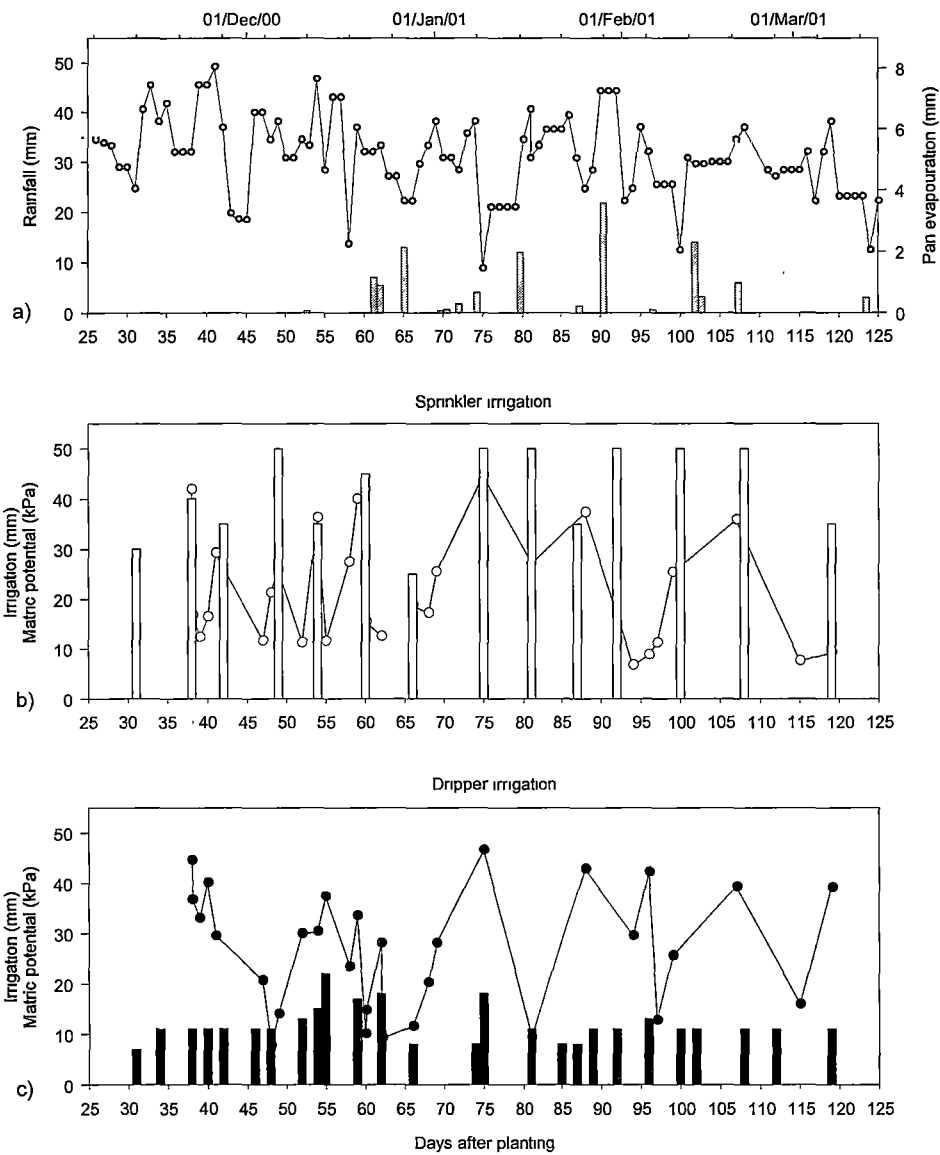 01/Dec/00 01/Jan/01 01/Feb/01 01/Mar/01
50 40 30 20 10 0
Rainfall (mm)
8 6 4 2 0
Pan evapouration (mm)
a)
25 30 35 40 45 50 55 60 65 70 75 80 85 90 95 100 105 110 115 120 125
Sprinkler irrigation
50 40 30 20 10 0
Irrigation (mm)
Matric potential (kPa)
b)
25 30 35 40 45 50 55 60 65 70 75 80 85 90 95 100 105 110 115 120 125
Dripper irrigation
50 40 30 20 10 0
Irrigation (mm)
Matric potential (kPa)
c)
25 30 35 40 45 50 55 60 65 70 75 80 85 90 95 100 105 110 115 120 125
Days after planting